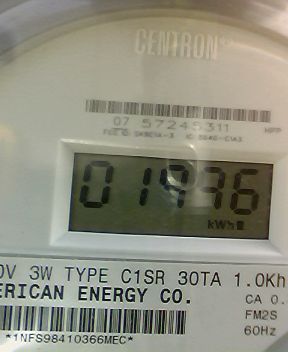 CENTRON
07 57245311
HPP
01996 kWh
0V 3W TYPE C1SR 30TA 1.0Kh
ERICAN ENERGY CO.
CA 0.
FM2S
60Hz
*1NFS98410366MEC*